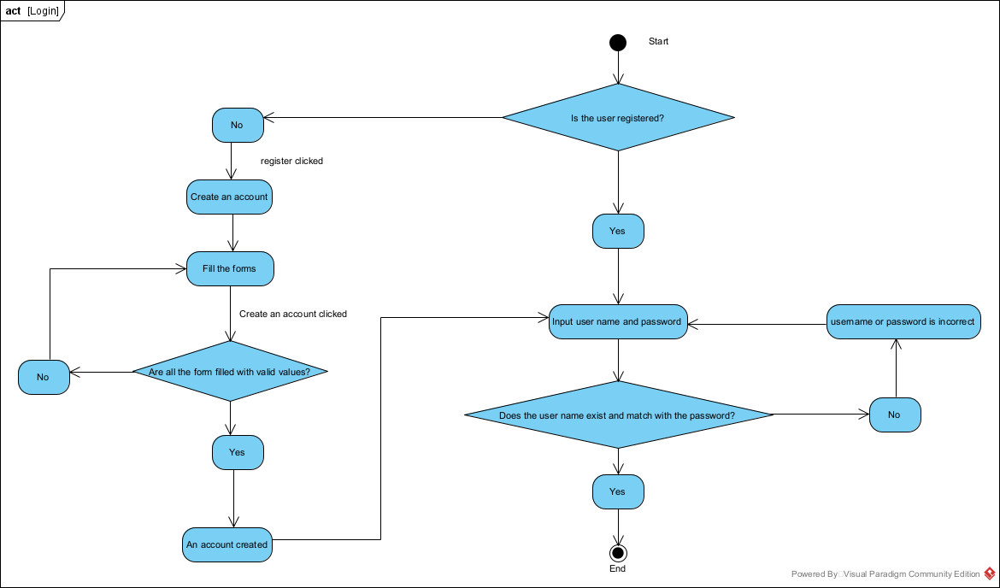 act [Login]
Start
Is the user registered?
No
register clicked
Create an account
Yes
Fill the forms
Create an account clicked
Input user name and password
username or password is incorrect
Are all the form filled with valid values?
No
Does the user name exist and match with the password?
No
Yes
Yes
An account created
End
Powered By Visual Paradigm Community Edition